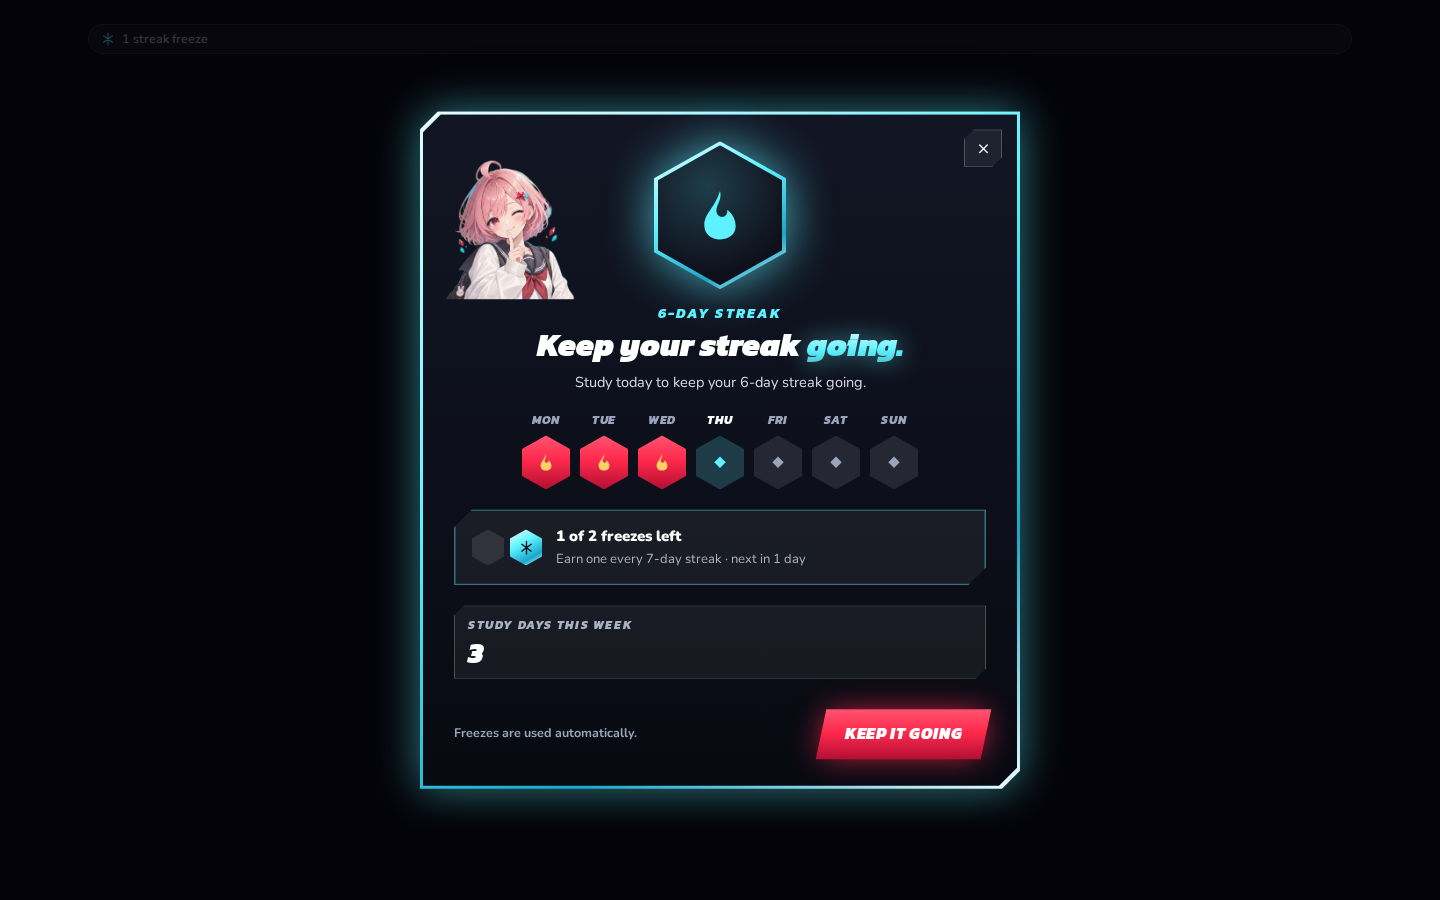 1 streak freeze
6-DAY STREAK
Keep your streak going.
Study today to keep your 6-day streak going.
MON TUE WED THU FRI SAT SUN
1 of 2 freezes left
Earn one every 7-day streak · next in 1 day
STUDY DAYS THIS WEEK
3
Freezes are used automatically.
KEEP IT GOING